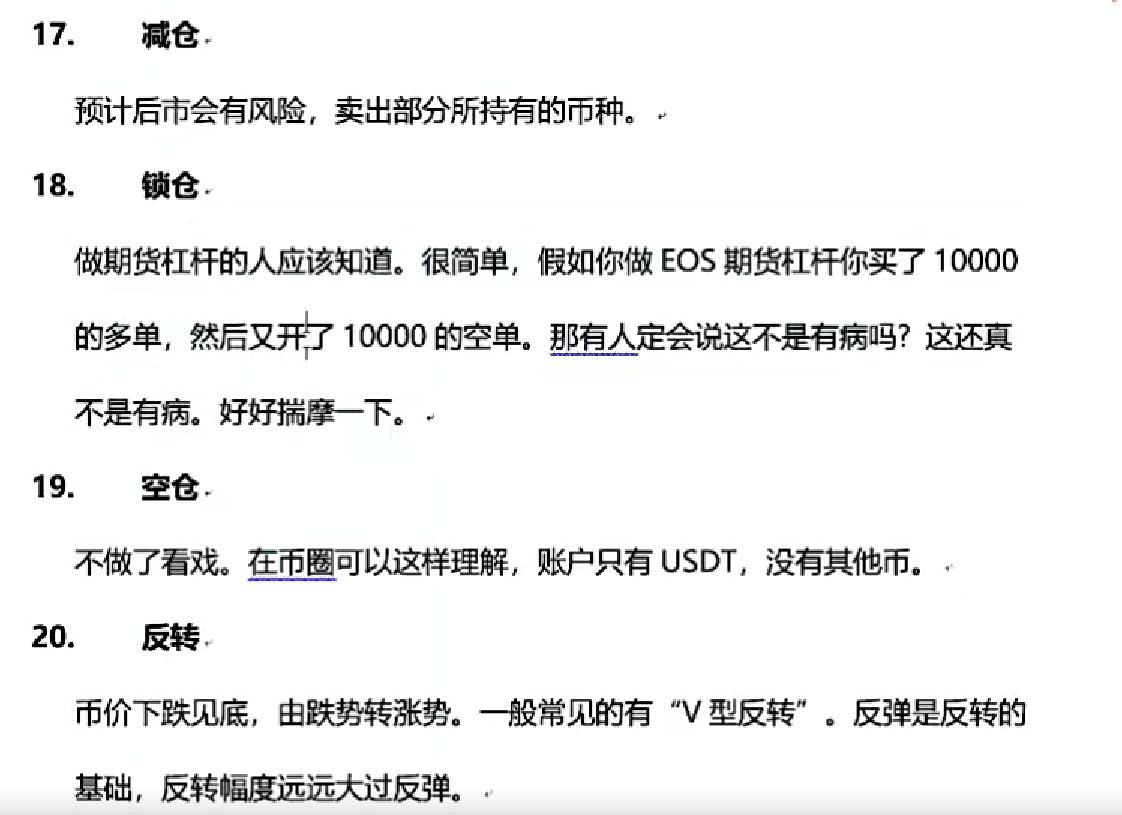 17. 减仓
预计后市会有风险，卖出部分所持有的币种。
18. 锁仓
做期货杠杆的人应该知道。很简单，假如你做 EOS 期货杠杆你买了 10000
的多单，然后又开了 10000 的空单。那有人定会说这不是有病吗？这还真
不是有病。好好揣摩一下。
19. 空仓
不做了看戏。在币圈可以这样理解，账户只有 USDT，没有其他币。
20. 反转
币价下跌见底，由跌势转涨势。一般常见的有“V 型反转”。反弹是反转的
基础，反转幅度远远大过反弹。